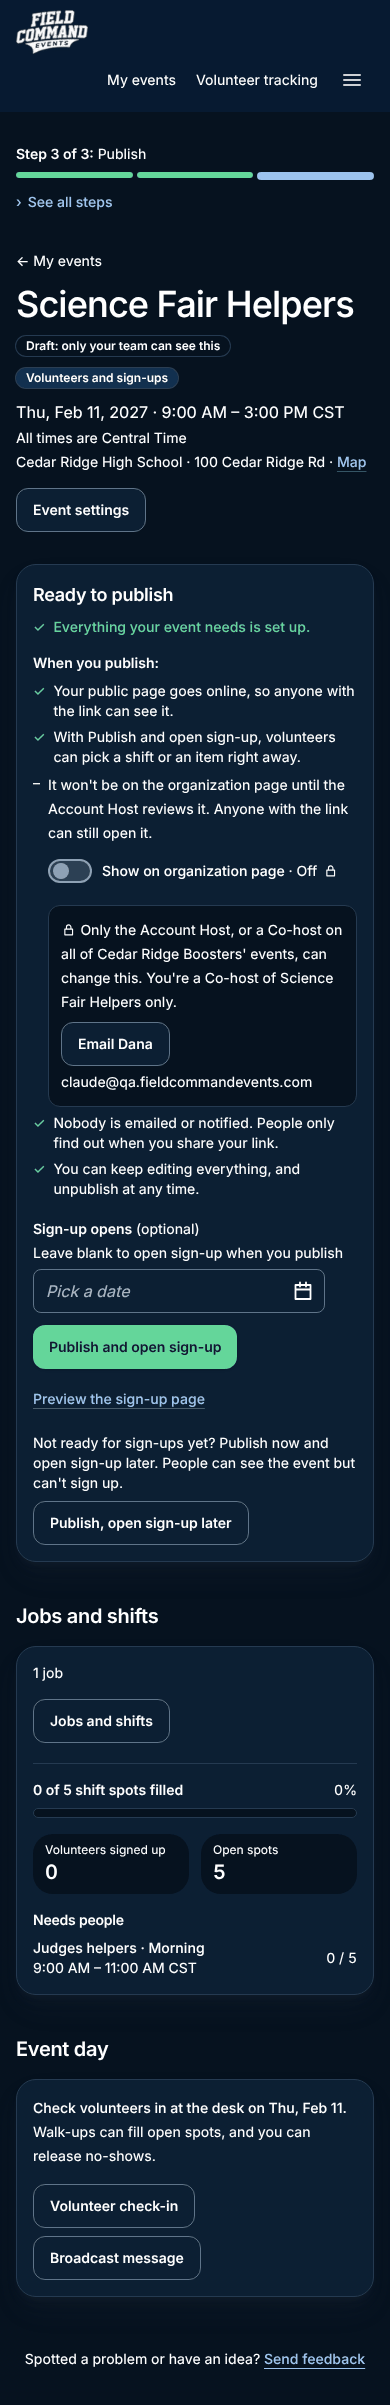 FIELD
COMMAND
EVENTS
My events Volunteer tracking
Step 3 of 3: Publish
› See all steps
← My events
Science Fair Helpers
Draft: only your team can see this
Volunteers and sign-ups
Thu, Feb 11, 2027 · 9:00 AM – 3:00 PM CST
All times are Central Time
Cedar Ridge High School · 100 Cedar Ridge Rd · Map
Event settings
Ready to publish
✓ Everything your event needs is set up.
When you publish:
✓ Your public page goes online, so anyone with
the link can see it.
✓ With Publish and open sign-up, volunteers
can pick a shift or an item right away.
– It won't be on the organization page until the
Account Host reviews it. Anyone with the link
can still open it.
Show on organization page · Off
Only the Account Host, or a Co-host on
all of Cedar Ridge Boosters' events, can
change this. You're a Co-host of Science
Fair Helpers only.
Email Dana
claude@qa.fieldcommandevents.com
✓ Nobody is emailed or notified. People only
find out when you share your link.
✓ You can keep editing everything, and
unpublish at any time.
Sign-up opens (optional)
Leave blank to open sign-up when you publish
Pick a date
Publish and open sign-up
Preview the sign-up page
Not ready for sign-ups yet? Publish now and
open sign-up later. People can see the event but
can't sign up.
Publish, open sign-up later
Jobs and shifts
1 job
Jobs and shifts
0 of 5 shift spots filled 0%
Volunteers signed up Open spots
0 5
Needs people
Judges helpers · Morning
9:00 AM – 11:00 AM CST 0 / 5
Event day
Check volunteers in at the desk on Thu, Feb 11.
Walk-ups can fill open spots, and you can
release no-shows.
Volunteer check-in
Broadcast message
Spotted a problem or have an idea? Send feedback